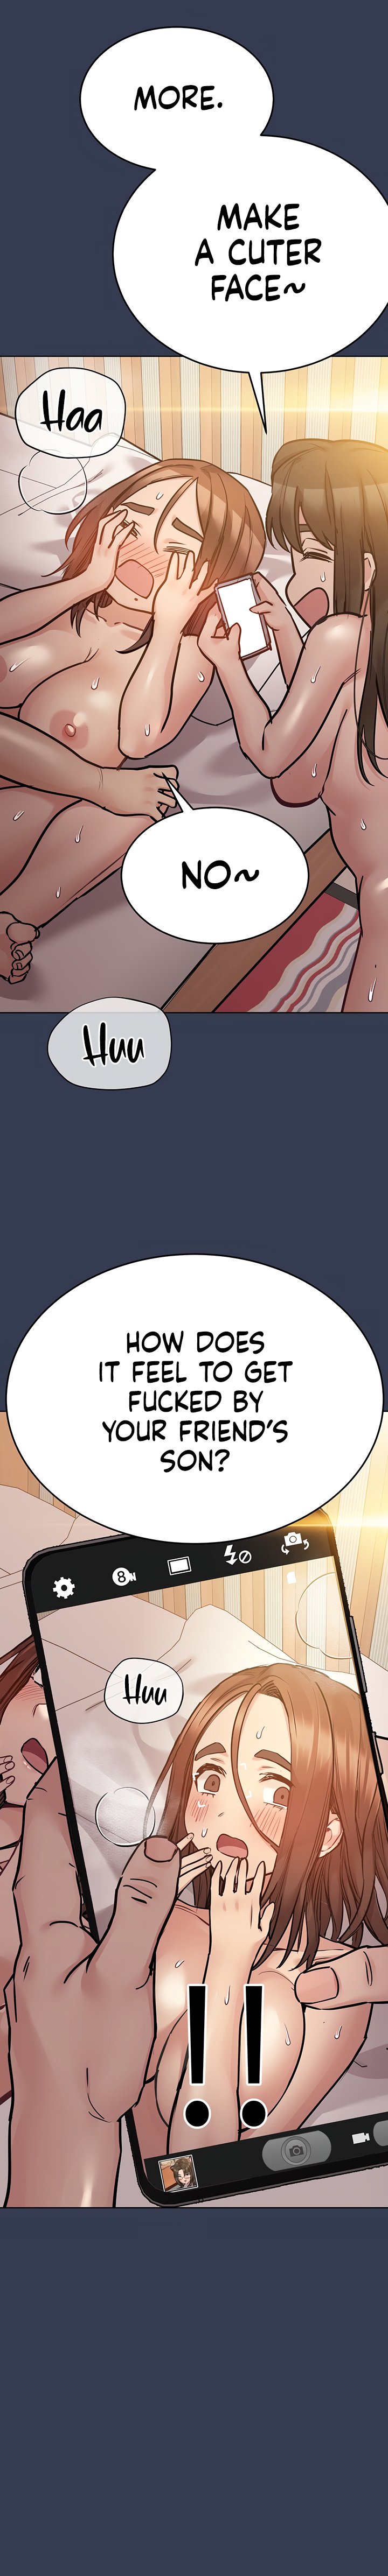 MORE.
MAKE
A CUTER
FACE~
Haa
NO~
Huu
HOW DOES
IT FEEL TO GET
FUCKED BY
YOUR FRIEND'S
SON?
Huu
!!